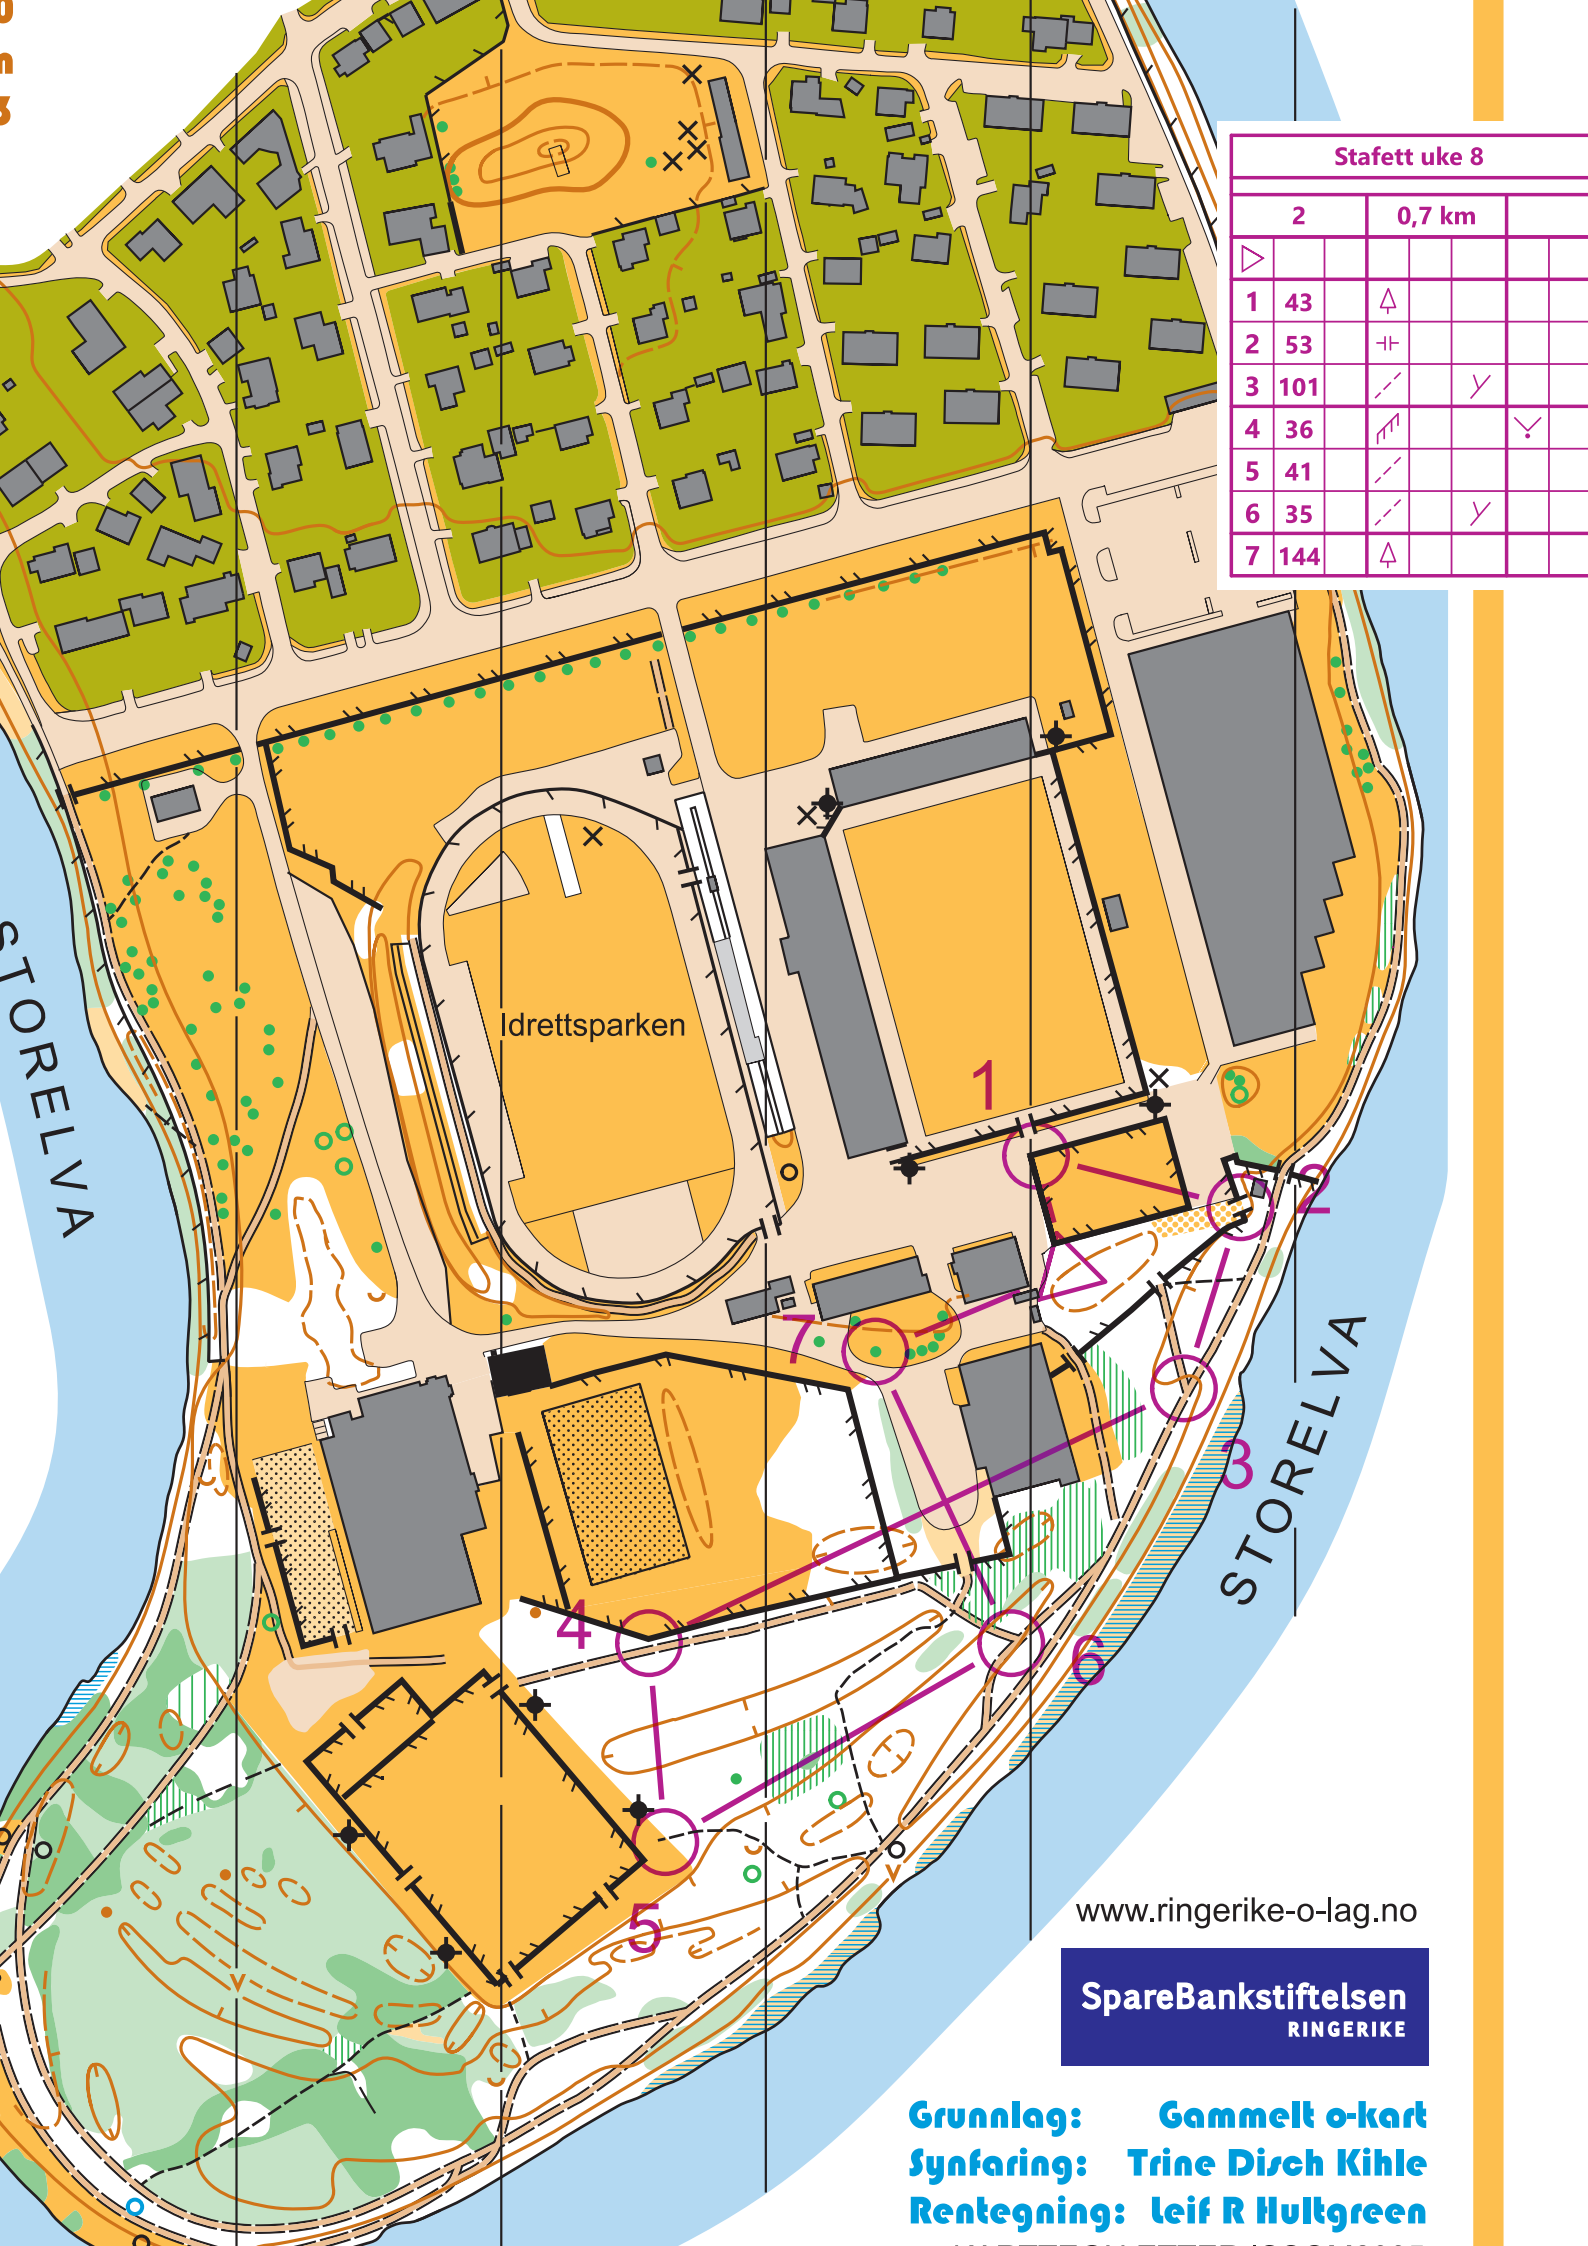 Stafett uke 8
2 0,7 km
1 43
2 53
3 101
4 36
5 41
6 35
7 144
STORELVA
Idrettsparken
1
2
7
3
STORELVA
4
6
5
www.ringerike-o-lag.no
SpareBankstiftelsen
RINGERIKE
Grunnlag: Gammelt o-kart
Synfaring: Trine Disch Kihle
Rentegning: Leif R Hultgreen